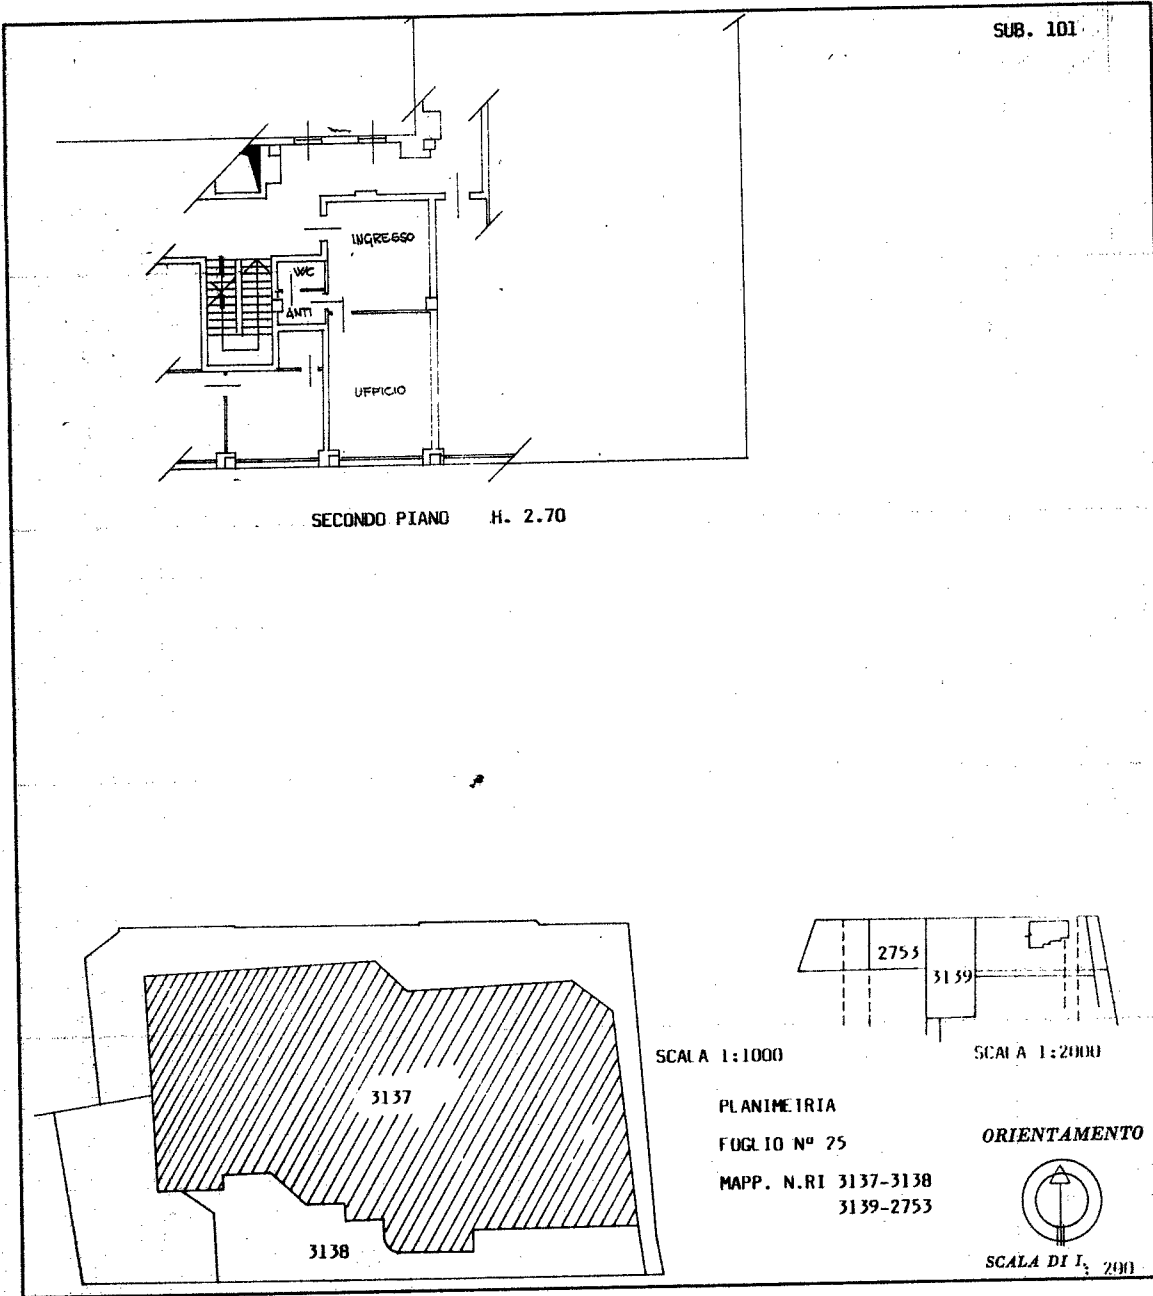 SUB. 101
INGRESSO
WC
ANTI
UFFICIO
SECONDO PIANO H. 2.70
2753
3139
SCALA 1:1000
SCALA 1:2000
3137
PLANIMETRIA
FOGLIO Nº 25
MAPP. N.RI 3137-3138
3139-2753
ORIENTAMENTO
3138
SCALA DI 1: 200